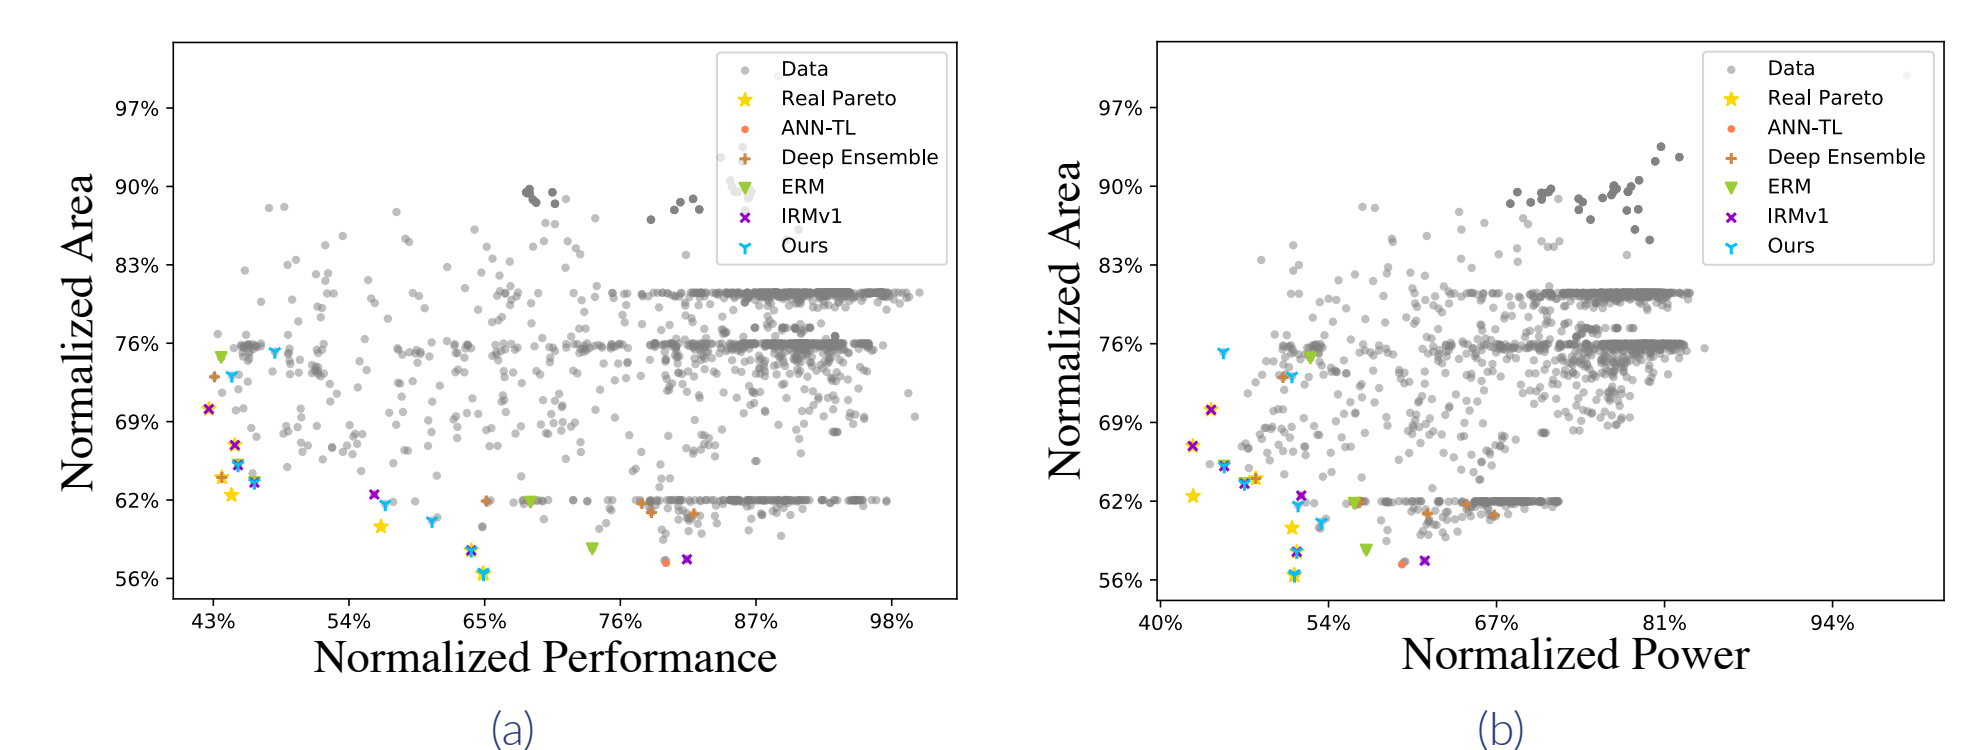 97%
90%
83%
76%
69%
62%
56%
43% 54% 65% 76% 87% 98%
Normalized Area
Normalized Performance
Data
Real Pareto
ANN-TL
Deep Ensemble
ERM
IRMv1
Ours
(a)
97%
90%
83%
76%
69%
62%
56%
40% 54% 67% 81% 94%
Normalized Area
Normalized Power
Data
Real Pareto
ANN-TL
Deep Ensemble
ERM
IRMv1
Ours
(b)